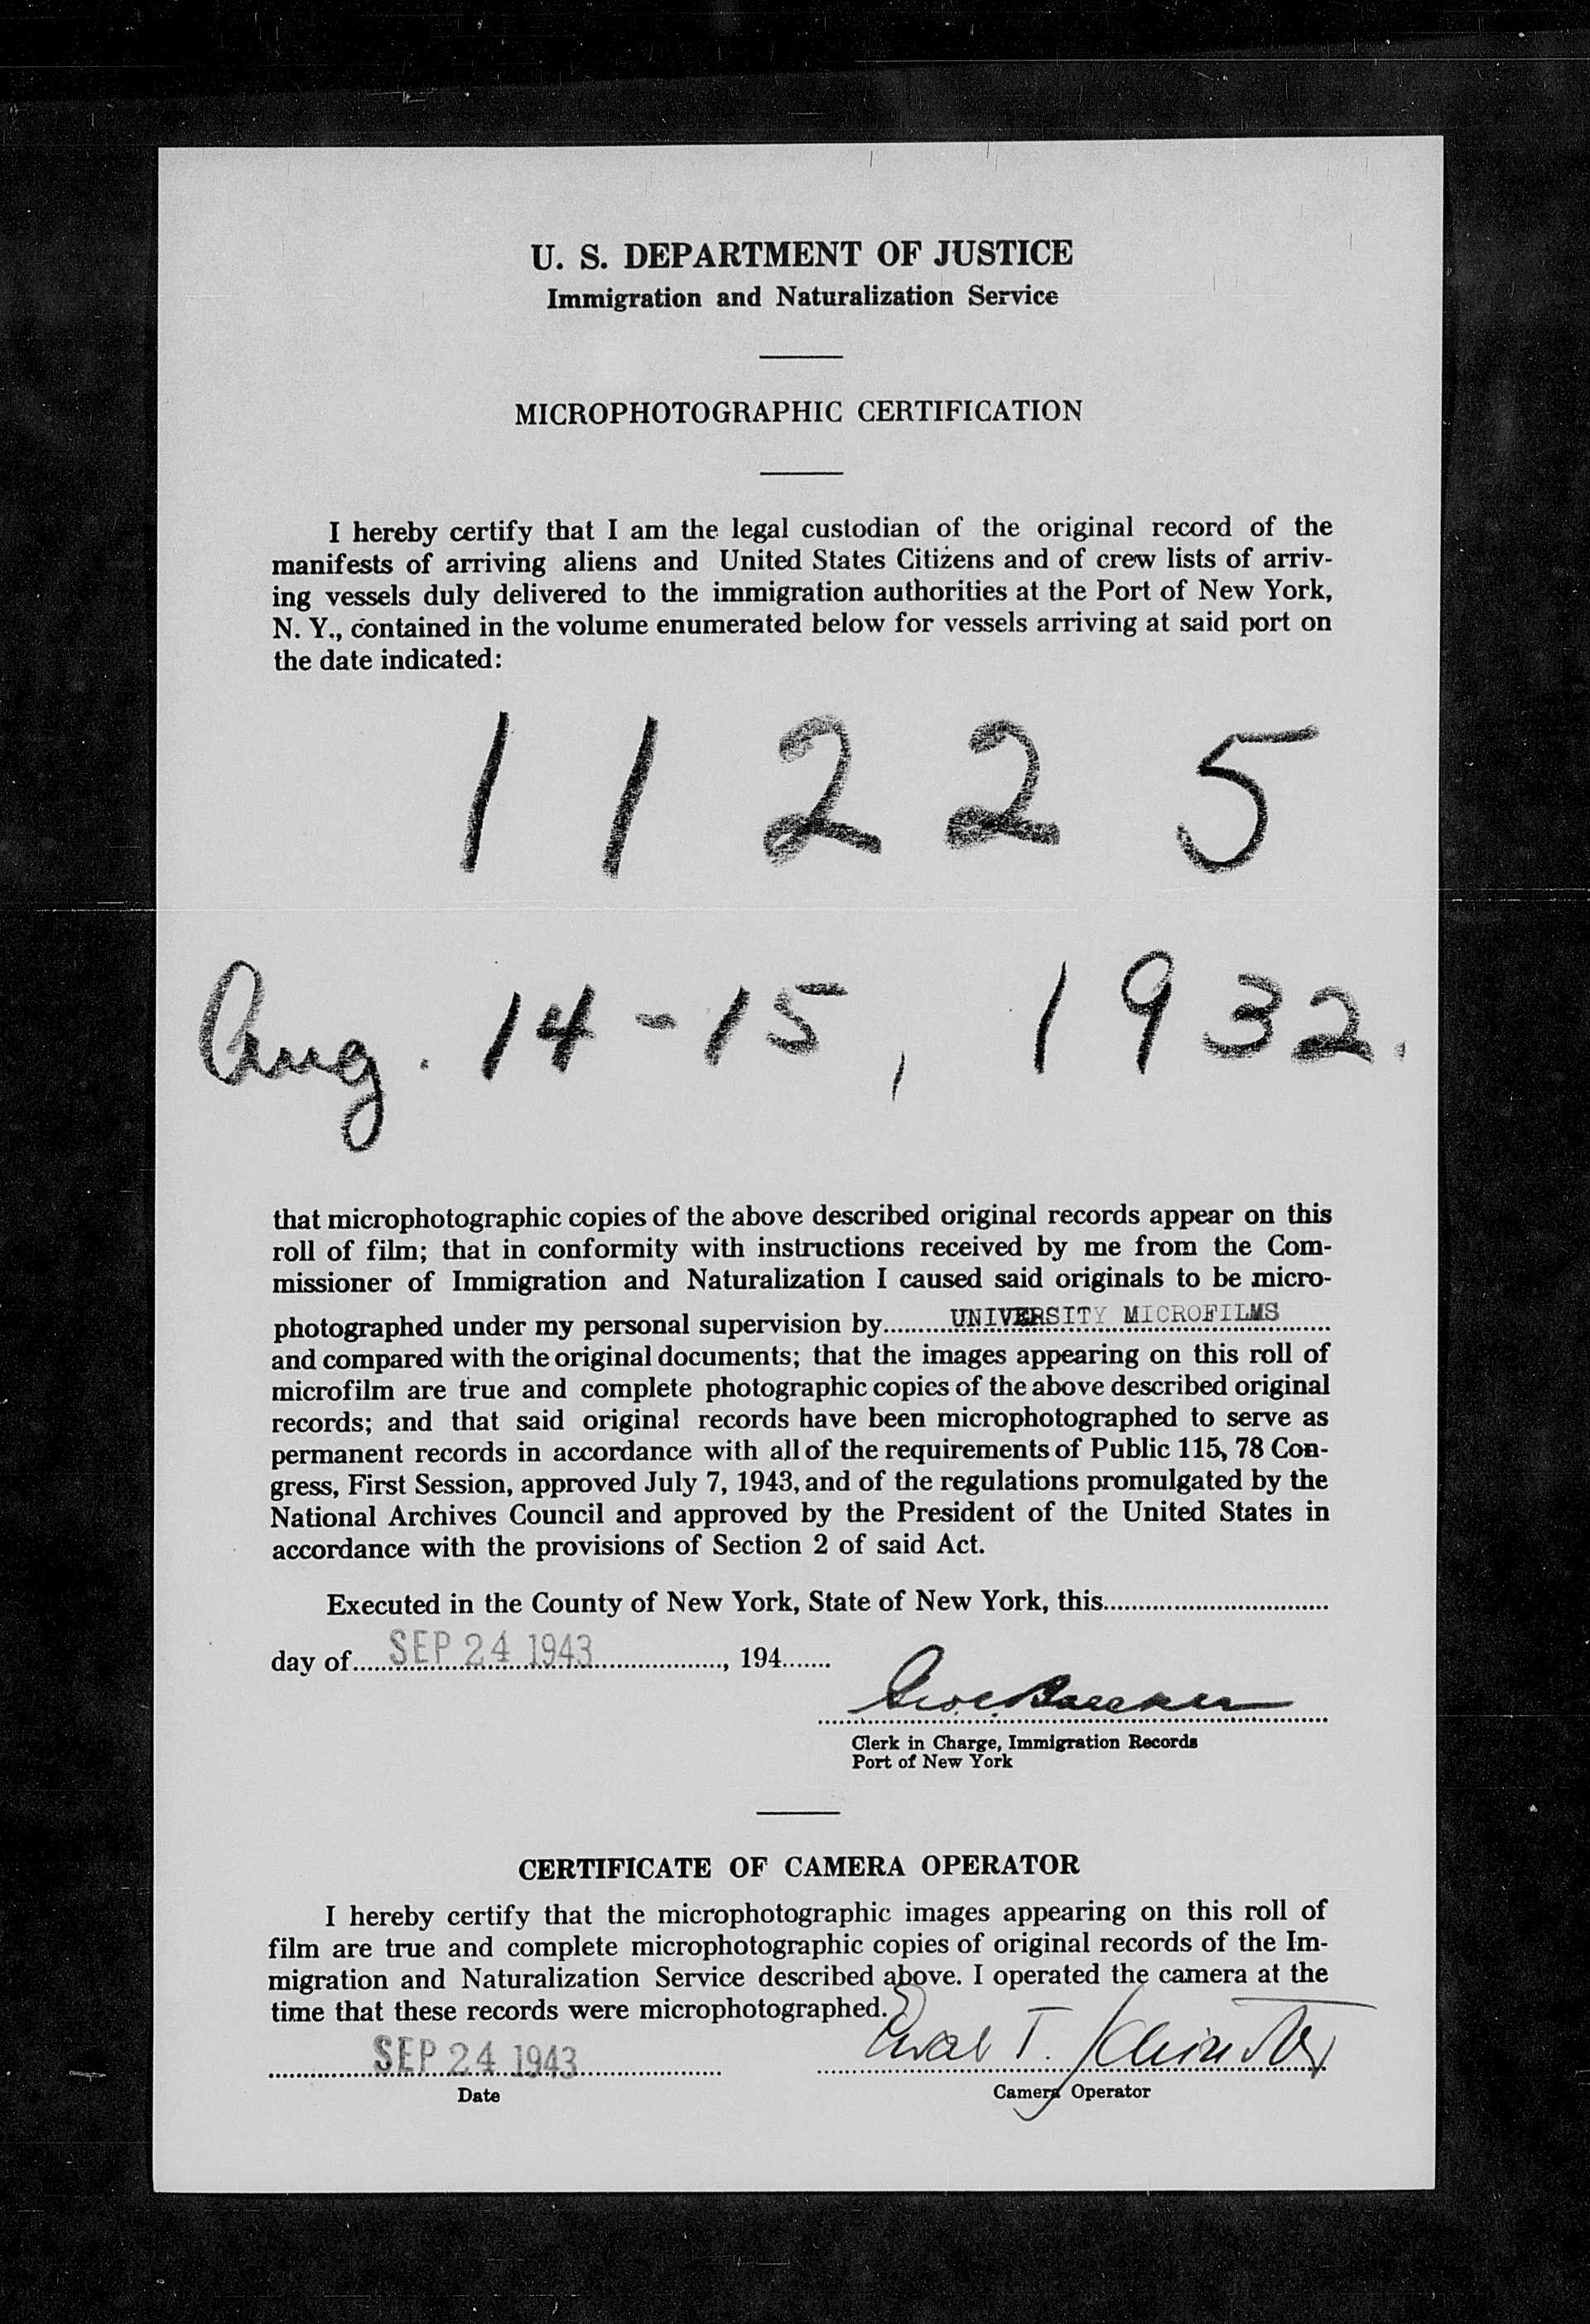 U. S. DEPARTMENT OF JUSTICE
Immigration and Naturalization Service
MICROPHOTOGRAPHIC CERTIFICATION
I hereby certify that I am the legal custodian of the original record of the
manifests of arriving aliens and United States Citizens and of crew lists of arriv-
ing vessels duly delivered to the immigration authorities at the Port of New York,
N. Y., contained in the volume enumerated below for vessels arriving at said port on
the date indicated:
1 1 2 2 5
Aug. 14-15, 1932.
that microphotographic copies of the above described original records appear on this
roll of film; that in conformity with instructions received by me from the Com-
missioner of Immigration and Naturalization I caused said originals to be micro-
photographed under my personal supervision by UNIVERSITY MICROFILMS
and compared with the original documents; that the images appearing on this roll of
microfilm are true and complete photographic copies of the above described original
records; and that said original records have been microphotographed to serve as
permanent records in accordance with all of the requirements of Public 115, 78 Con-
gress, First Session, approved July 7, 1943, and of the regulations promulgated by the
National Archives Council and approved by the President of the United States in
accordance with the provisions of Section 2 of said Act.
Executed in the County of New York, State of New York, this
day of SEP 24 1943, 194
Clerk in Charge, Immigration Records
Port of New York
CERTIFICATE OF CAMERA OPERATOR
I hereby certify that the microphotographic images appearing on this roll of
film are true and complete microphotographic copies of original records of the Im-
migration and Naturalization Service described above. I operated the camera at the
time that these records were microphotographed.
SEP 24 1943
T.
Date
Camera Operator